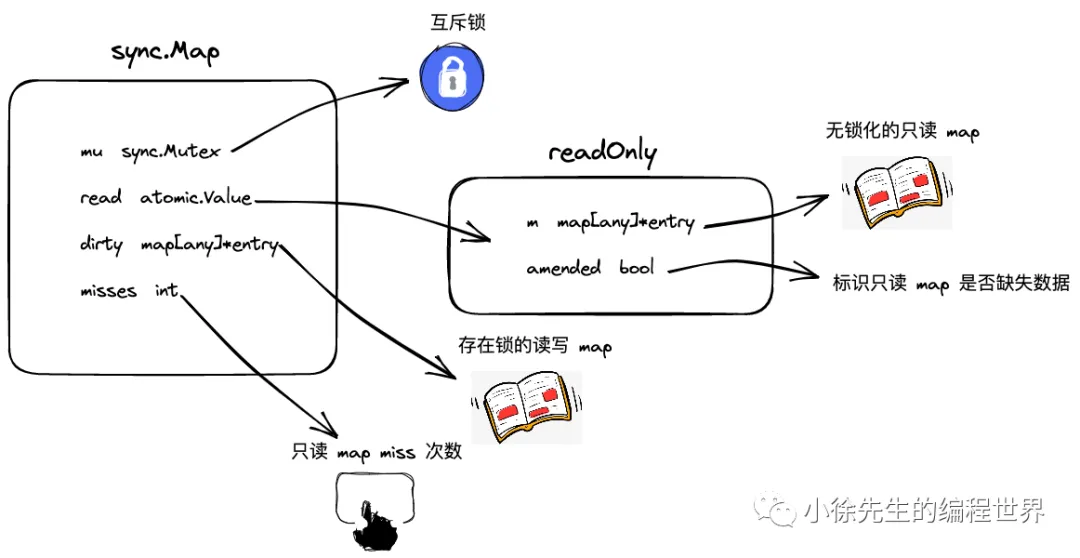 互斥锁
sync.Map
mu sync.Mutex
read atomic.Value
dirty map[any]*entry
misses int
readOnly
m map[any]*entry
amended bool
无锁化的只读 map
标识只读 map 是否缺失数据
存在锁的读写 map
只读 map miss 次数
小徐先生的编程世界